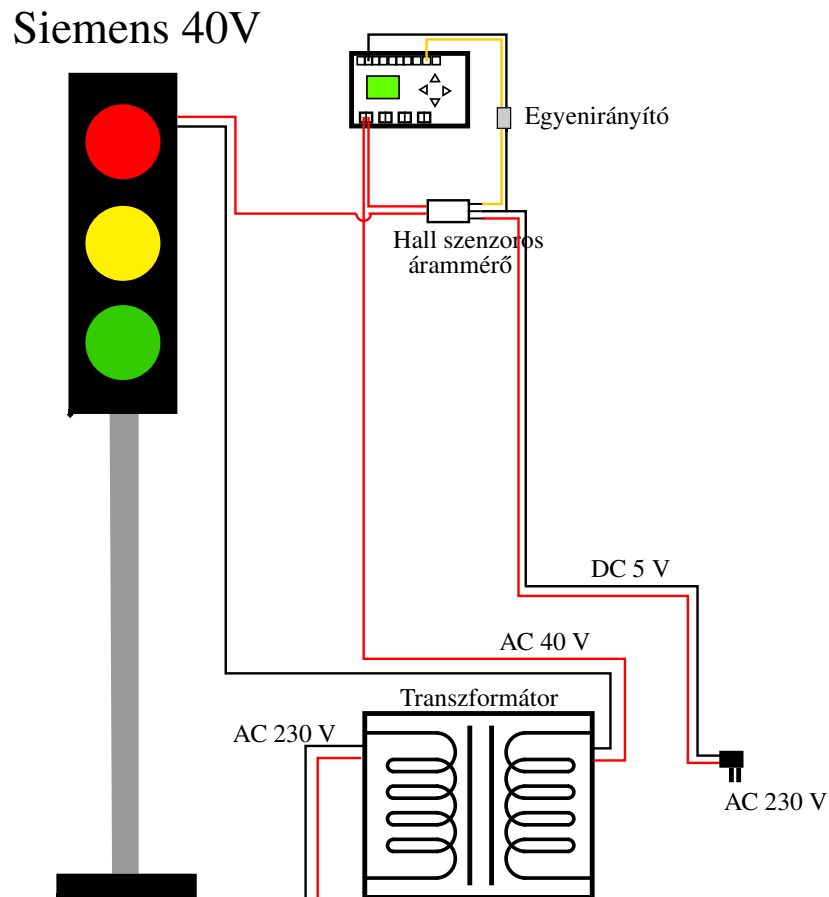 Siemens 40V
Egyenirányító
Hall szenzoros
árammérő
DC 5 V
AC 40 V
Transzformátor
AC 230 V
AC 230 V